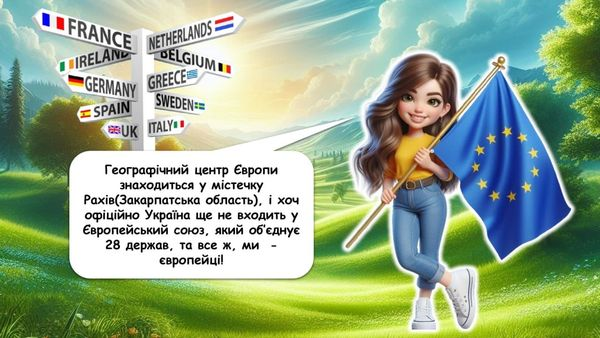 FRANCE
NETHERLANDS
IRELAND
BELGIUM
GERMANY
GREECE
SPAIN
SWEDEN
UK
ITALY
Географічний центр Європи
знаходиться у містечку
Рахів(Закарпатська область), і хоч
офіційно Україна ще не входить у
Європейський союз, який об’єднує
28 держав, та все ж, ми -
європейці!